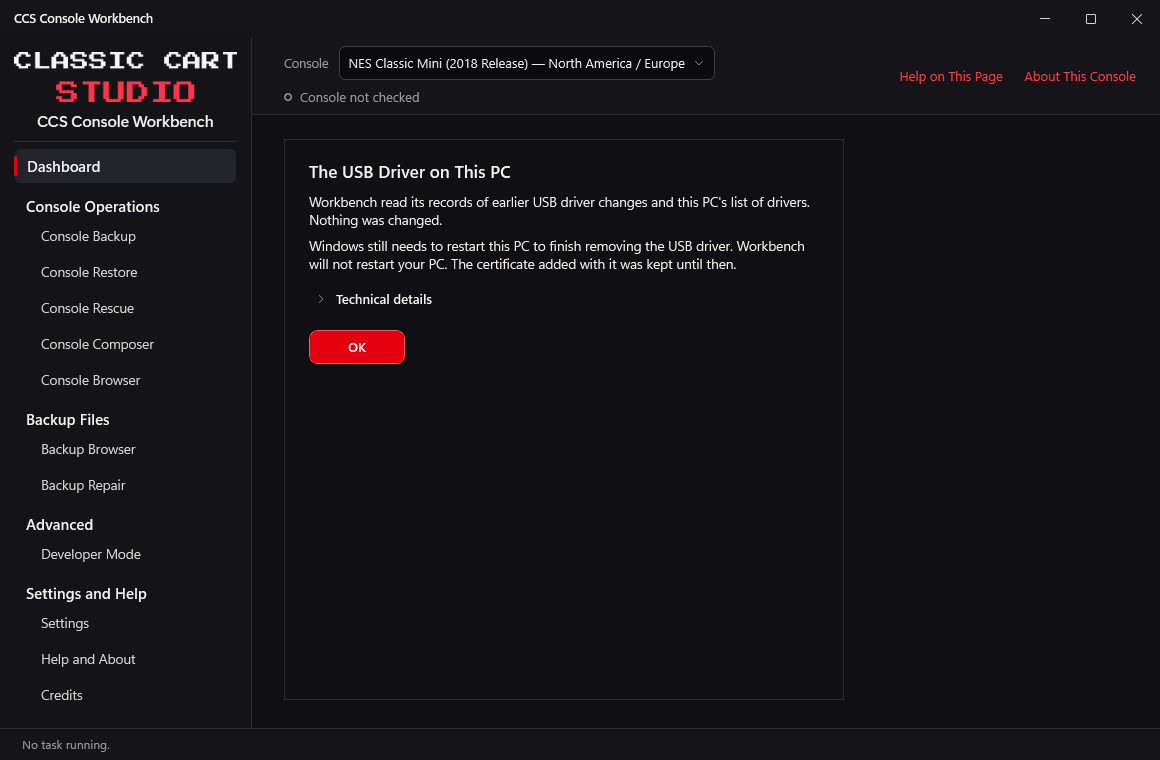 CCS Console Workbench
CLASSIC CART
STUDIO
CCS Console Workbench
Dashboard
Console Operations
Console Backup
Console Restore
Console Rescue
Console Composer
Console Browser
Backup Files
Backup Browser
Backup Repair
Advanced
Developer Mode
Settings and Help
Settings
Help and About
Credits
Console
NES Classic Mini (2018 Release) — North America / Europe
Console not checked
Help on This Page
About This Console
The USB Driver on This PC
Workbench read its records of earlier USB driver changes and this PC's list of drivers.
Nothing was changed.
Windows still needs to restart this PC to finish removing the USB driver. Workbench
will not restart your PC. The certificate added with it was kept until then.
Technical details
OK
No task running.